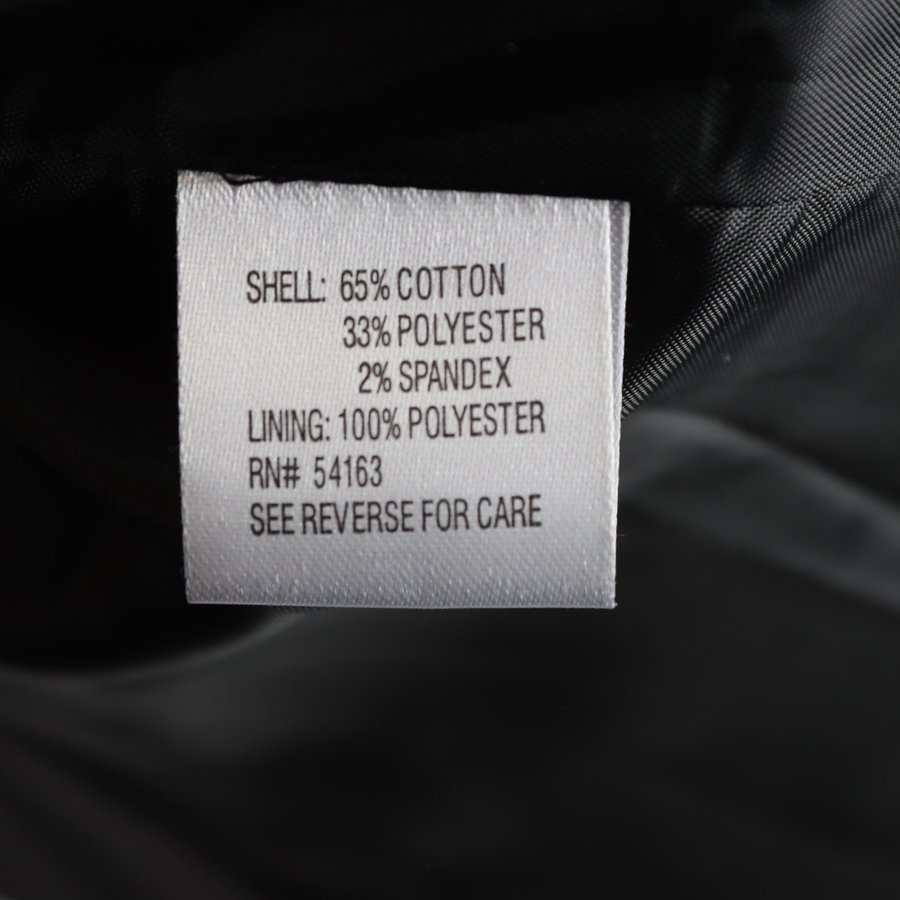 SHELL: 65% COTTON
33% POLYESTER
2% SPANDEX
LINING: 100% POLYESTER
RN# 54163
SEE REVERSE FOR CARE